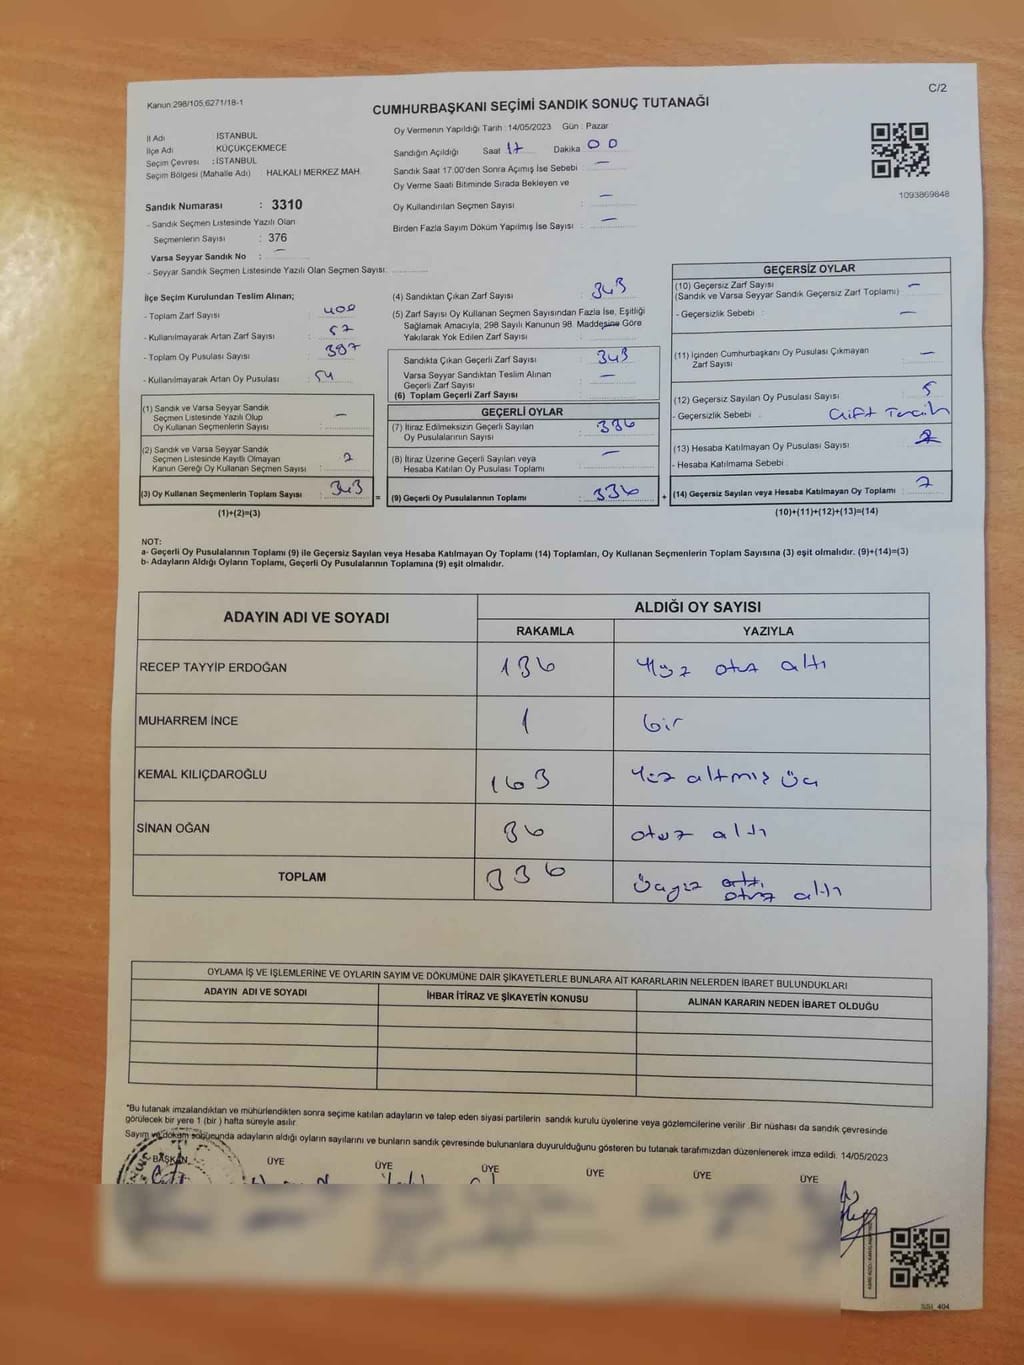 Kanun 298/105,6271/18-1
C/2
CUMHURBAŞKANI SEÇİMİ SANDIK SONUÇ TUTANAĞI
İl Adı İSTANBUL
İlçe Adı KÜÇÜKÇEKMECE
Seçim Çevresi : İSTANBUL
Seçim Bölgesi (Mahalle Adı) HALKALI MERKEZ MAH.
Sandık Numarası : 3310
- Sandık Seçmen Listesinde Yazılı Olan
Seçmenlerin Sayısı : 376
Varsa Seyyar Sandık No : —
- Seyyar Sandık Seçmen Listesinde Yazılı Olan Seçmen Sayısı:
Oy Vermenin Yapıldığı Tarih : 14/05/2023 Gün : Pazar
Sandığın Açıldığı Saat 17 Dakika 00
Sandık Saat 17:00'den Sonra Açımış İse Sebebi : —
Oy Verme Saati Bitiminde Sırada Bekleyen ve
Oy Kullandırılan Seçmen Sayısı : —
Birden Fazla Sayım Döküm Yapılmış İse Sayısı : —
1093869848
İlçe Seçim Kurulundan Teslim Alınan;
- Toplam Zarf Sayısı : 400
- Kullanılmayarak Artan Zarf Sayısı : 57
- Toplam Oy Pusulası Sayısı : 397
- Kullanılmayarak Artan Oy Pusulası : 54
(1) Sandık ve Varsa Seyyar Sandık
Seçmen Listesinde Yazılı Olup
Oy Kullanan Seçmenlerin Sayısı : —
(2) Sandık ve Varsa Seyyar Sandık
Seçmen Listesinde Kayıtlı Olmayan
Kanun Gereği Oy Kullanan Seçmen Sayısı : 2
(3) Oy Kullanan Seçmenlerin Toplam Sayısı : 343
(1)+(2)=(3)
=
(4) Sandıktan Çıkan Zarf Sayısı : 343
(5) Zarf Sayısı Oy Kullanan Seçmen Sayısından Fazla İse, Eşitliği
Sağlamak Amacıyla, 298 Sayılı Kanunun 98. Maddesine Göre
Yakılarak Yok Edilen Zarf Sayısı :
Sandıkta Çıkan Geçerli Zarf Sayısı : 343
Varsa Seyyar Sandıktan Teslim Alınan
Geçerli Zarf Sayısı : —
(6) Toplam Geçerli Zarf Sayısı :
GEÇERLİ OYLAR
(7) İtiraz Edilmeksizin Geçerli Sayılan
Oy Pusulalarının Sayısı : 336
(8) İtiraz Üzerine Geçerli Sayılan veya
Hesaba Katılan Oy Pusulası Toplamı : —
(9) Geçerli Oy Pusulalarının Toplamı : 336
+
GEÇERSİZ OYLAR
(10) Geçersiz Zarf Sayısı
(Sandık ve Varsa Seyyar Sandık Geçersiz Zarf Toplamı) —
- Geçersizlik Sebebi : —
(11) İçinden Cumhurbaşkanı Oy Pusulası Çıkmayan
Zarf Sayısı : —
(12) Geçersiz Sayılan Oy Pusulası Sayısı : 5
- Geçersizlik Sebebi : Çift Tercih
(13) Hesaba Katılmayan Oy Pusulası Sayısı : 2
- Hesaba Katılmama Sebebi :
(14) Geçersiz Sayılan veya Hesaba Katılmayan Oy Toplamı : 7
(10)+(11)+(12)+(13)=(14)
NOT:
a- Geçerli Oy Pusulalarının Toplamı (9) ile Geçersiz Sayılan veya Hesaba Katılmayan Oy Toplamı (14) Toplamları, Oy Kullanan Seçmenlerin Toplam Sayısına (3) eşit olmalıdır. (9)+(14)=(3)
b- Adayların Aldığı Oyların Toplamı, Geçerli Oy Pusulalarının Toplamına (9) eşit olmalıdır.
ADAYIN ADI VE SOYADI ALDIĞI OY SAYISI
RAKAMLA YAZIYLA
RECEP TAYYİP ERDOĞAN 136 Yüz otuz altı
MUHARREM İNCE 1 bir
KEMAL KILIÇDAROĞLU 163 Yüz altmış üç
SİNAN OĞAN 36 otuz altı
TOPLAM 336 üçyüz otuz altı
OYLAMA İŞ VE İŞLEMLERİNE VE OYLARIN SAYIM VE DÖKÜMÜNE DAİR ŞİKAYETLERLE BUNLARA AİT KARARLARIN NELERDEN İBARET BULUNDUKLARI
ADAYIN ADI VE SOYADI İHBAR İTİRAZ VE ŞİKAYETİN KONUSU ALINAN KARARIN NEDEN İBARET OLDUĞU
*Bu tutanak imzalandıktan ve mühürlendikten sonra seçime katılan adayların ve talep eden siyasi partilerin sandık kurulu üyelerine veya gözlemcilerine verilir .Bir nüshası da sandık çevresinde
görülecek bir yere 1 (bir ) hafta süreyle asılır.
Sayım ve döküm sonucunda adayların aldığı oyların sayılarını ve bunların sandık çevresinde bulunanlara duyurulduğunu gösteren bu tutanak tarafımızdan düzenlenerek imza edildi. 14/05/2023
BAŞKAN ÜYE ÜYE ÜYE ÜYE ÜYE ÜYE
SSI_404